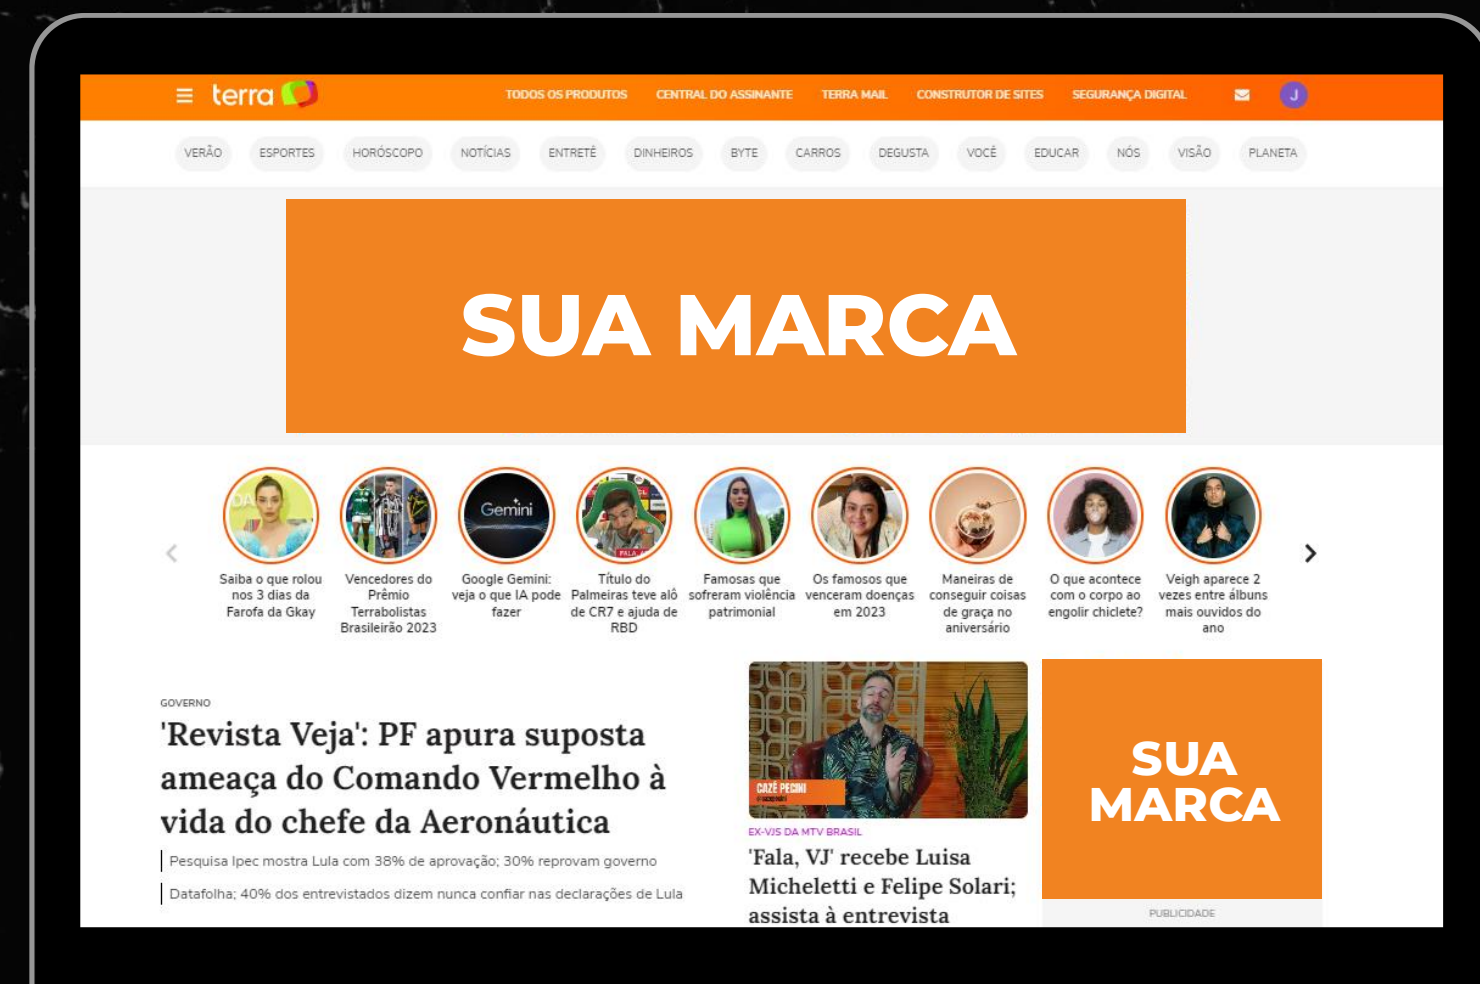 terra
TODOS OS PRODUTOS
CENTRAL DO ASSINANTE
TERRA MAIL
CONSTRUTOR DE SITES
SEGURANÇA DIGITAL
J
VERÃO
ESPORTES
HORÓSCOPO
NOTÍCIAS
ENTRETÊ
DINHEIROS
BYTE
CARROS
DEGUSTA
VOCÊ
EDUCAR
NÓS
VISÃO
PLANETA
SUA MARCA
Gemini
Saiba o que rolou
nos 3 dias da
Farofa da Gkay
Vencedores do
Prêmio
Terrabolistas
Brasileirão 2023
Google Gemini:
veja o que IA pode
fazer
Título do
Palmeiras teve alô
de CR7 e ajuda de
RBD
Famosas que
sofreram violência
patrimonial
Os famosos que
venceram doenças
em 2023
Maneiras de
conseguir coisas
de graça no
aniversário
O que acontece
com o corpo ao
engolir chiclete?
Veigh aparece 2
vezes entre álbuns
mais ouvidos do
ano
GOVERNO
'Revista Veja': PF apura suposta
ameaça do Comando Vermelho à
vida do chefe da Aeronáutica
Pesquisa Ipec mostra Lula com 38% de aprovação; 30% reprovam governo
Datafolha; 40% dos entrevistados dizem nunca confiar nas declarações de Lula
CAZÉ PECINI
EX-VJS DA MTV BRASIL
'Fala, VJ' recebe Luisa
Micheletti e Felipe Solari;
assista à entrevista
SUA
MARCA
PUBLICIDADE